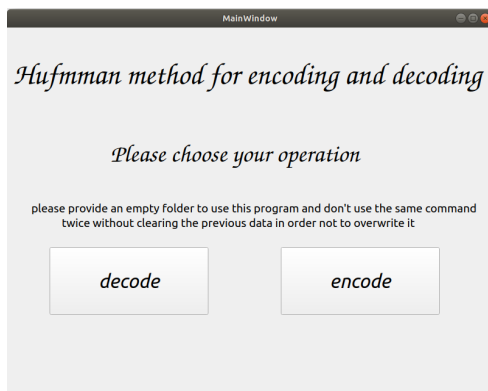 MainWindow
Hufmman method for encoding and decoding
Please choose your operation
please provide an empty folder to use this program and don't use the same command
twice without clearing the previous data in order not to overwrite it
decode encode